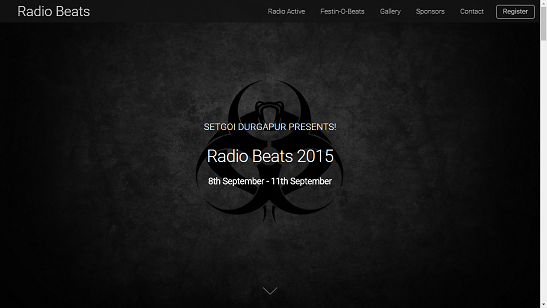 Radio Beats
Radio Active
Festin-O-Beats
Gallery
Sponsors
Contact
Register
SETGOI DURGAPUR PRESENTS!
Radio Beats 2015
8th September - 11th September